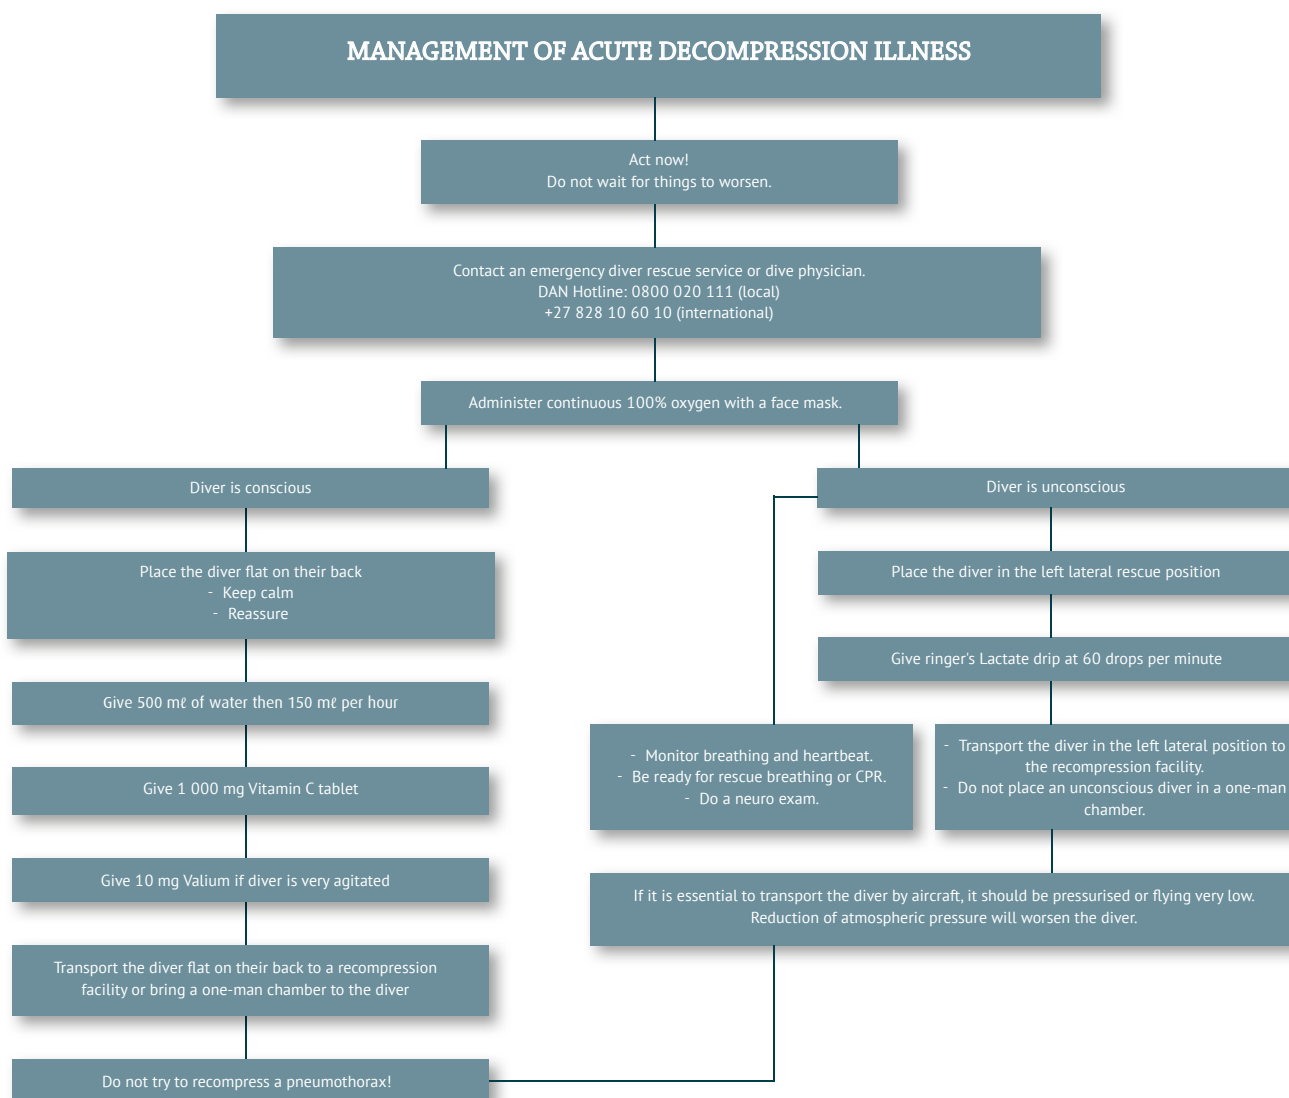 MANAGEMENT OF ACUTE DECOMPRESSION ILLNESS
Act now!
Do not wait for things to worsen.
Contact an emergency diver rescue service or dive physician.
DAN Hotline: 0800 020 111 (local)
+27 828 10 60 10 (international)
Administer continuous 100% oxygen with a face mask.
Diver is conscious
Place the diver flat on their back
- Keep calm
- Reassure
Give 500 mℓ of water then 150 mℓ per hour
Give 1 000 mg Vitamin C tablet
Give 10 mg Valium if diver is very agitated
Transport the diver flat on their back to a recompression
facility or bring a one-man chamber to the diver
Do not try to recompress a pneumothorax!
Diver is unconscious
Place the diver in the left lateral rescue position
Give ringer's Lactate drip at 60 drops per minute
- Monitor breathing and heartbeat.
- Be ready for rescue breathing or CPR.
- Do a neuro exam.
- Transport the diver in the left lateral position to
the recompression facility.
- Do not place an unconscious diver in a one-man
chamber.
If it is essential to transport the diver by aircraft, it should be pressurised or flying very low.
Reduction of atmospheric pressure will worsen the diver.